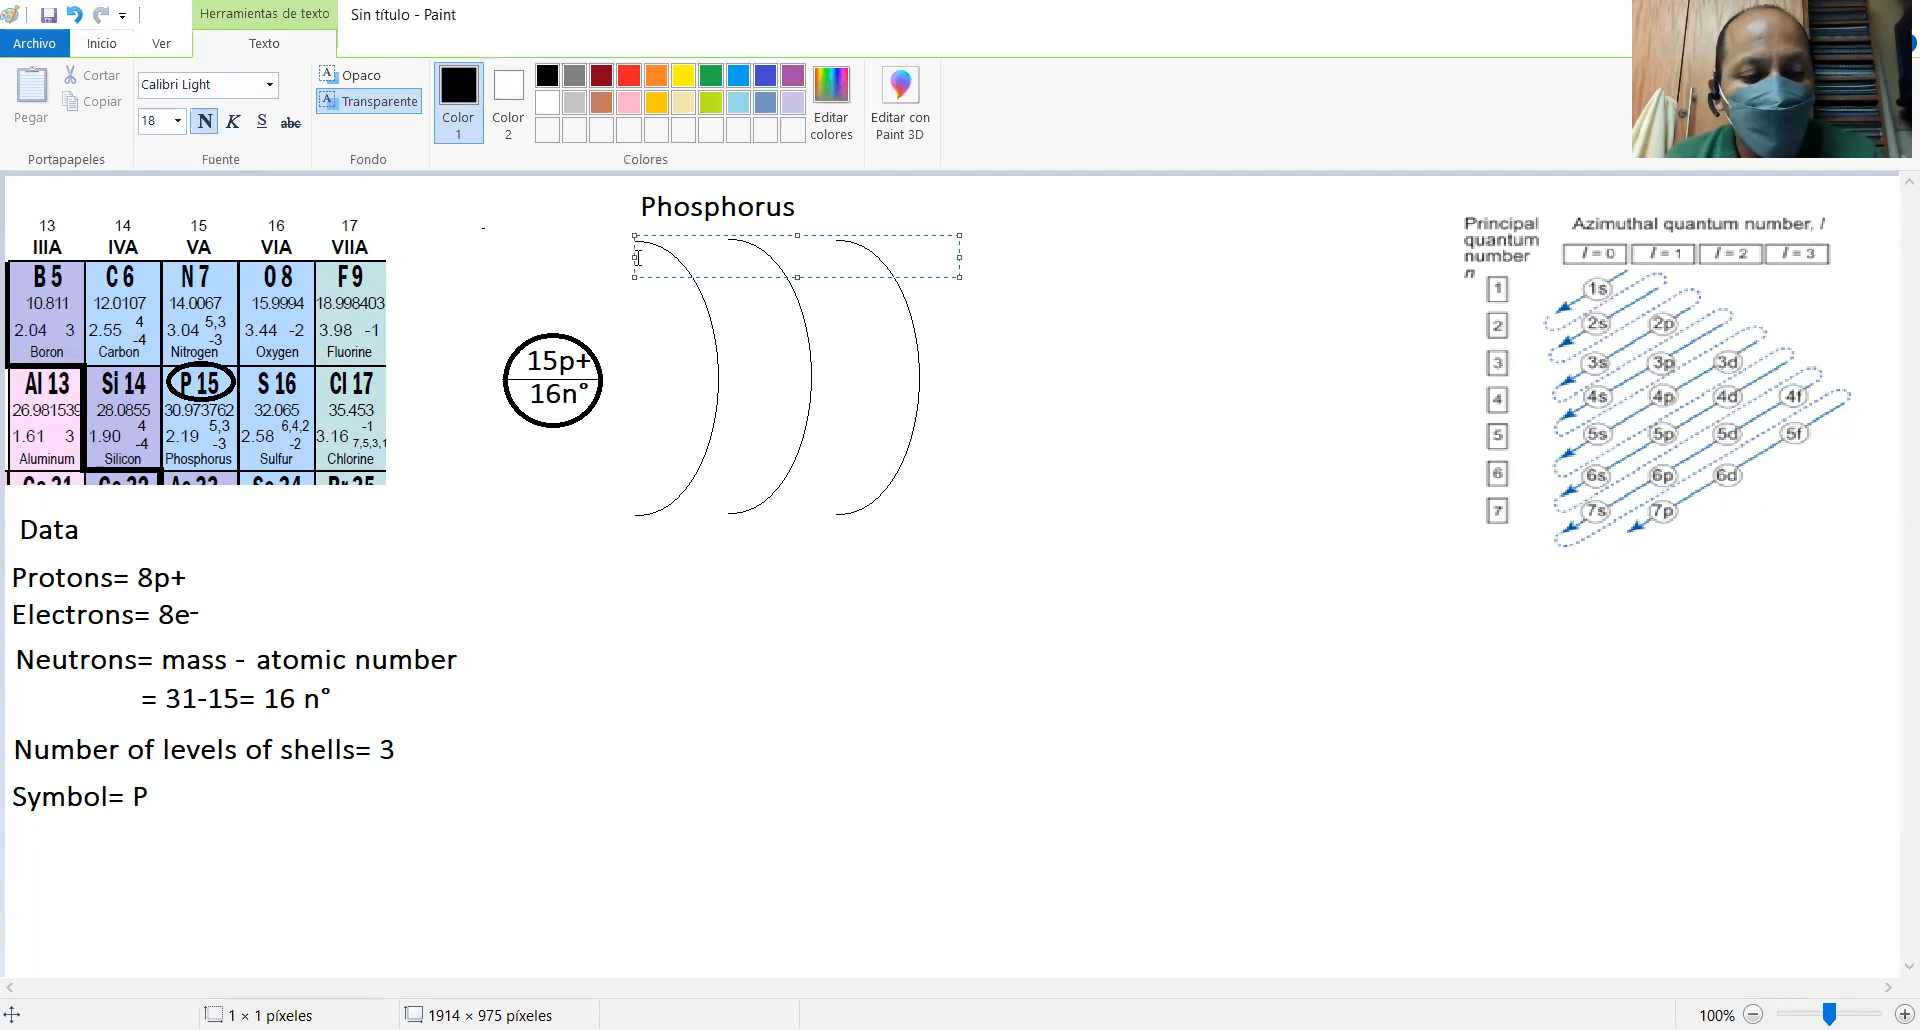 Herramientas de texto
Sin título - Paint
Archivo
Inicio
Ver
Texto
Pegar
Cortar
Copiar
Portapapeles
Calibri Light
18
N K S abc
Fuente
Opaco
Transparente
Fondo
Color 1
Color 2
Editar colores
Editar con Paint 3D
Colores
13 14 15 16 17
IIIA IVA VA VIA VIIA
B 5 C 6 N 7 O 8 F 9
10.811 12.0107 14.0067 15.9994 18.998403
2.04 3 2.55 4 -4 3.04 5,3 -3 3.44 -2 3.98 -1
Boron Carbon Nitrogen Oxygen Fluorine
Al 13 Si 14 P 15 S 16 Cl 17
26.981539 28.0855 30.973762 32.065 35.453
1.61 3 1.90 4 -4 2.19 5,3 -3 2.58 6,4,2 -2 3.16 -1 7,5,3,1
Aluminum Silicon Phosphorus Sulfur Chlorine
Phosphorus
15p+
16n°
Principal quantum number n
Azimuthal quantum number, l
l = 0 l = 1 l = 2 l = 3
1 1s
2 2s 2p
3 3s 3p 3d
4 4s 4p 4d 4f
5 5s 5p 5d 5f
6 6s 6p 6d
7 7s 7p
Data
Protons= 8p+
Electrons= 8e-
Neutrons= mass - atomic number
= 31-15= 16 n°
Number of levels of shells= 3
Symbol= P
1 × 1 píxeles
1914 × 975 píxeles
100%